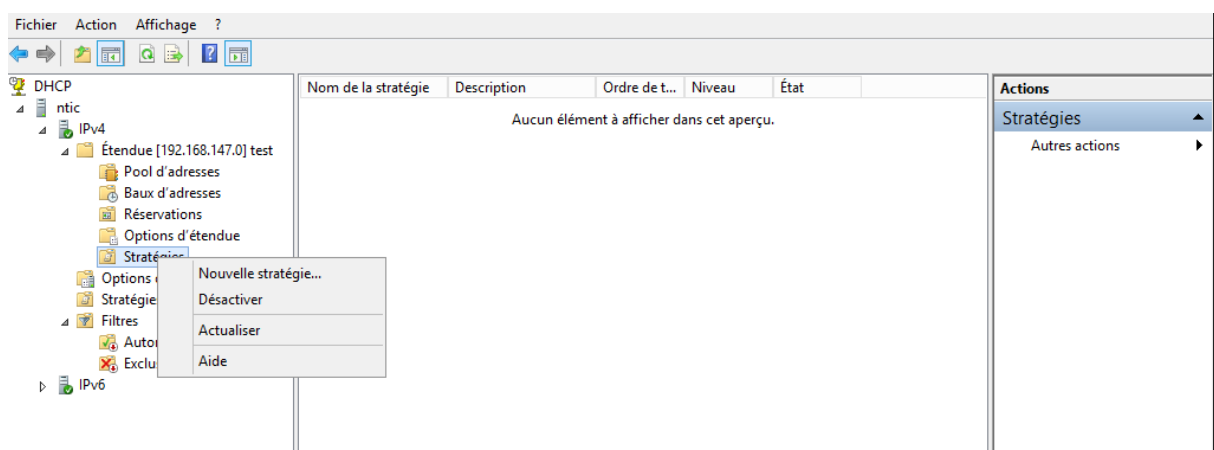 Fichier Action Affichage ?
DHCP
ntic
IPv4
Étendue [192.168.147.0] test
Pool d'adresses
Baux d'adresses
Réservations
Options d'étendue
Stratégies
Options
Stratégie
Filtres
Autor
Exclu
IPv6
Nouvelle stratégie...
Désactiver
Actualiser
Aide
Nom de la stratégie Description Ordre de t... Niveau État
Aucun élément à afficher dans cet aperçu.
Actions
Stratégies
Autres actions